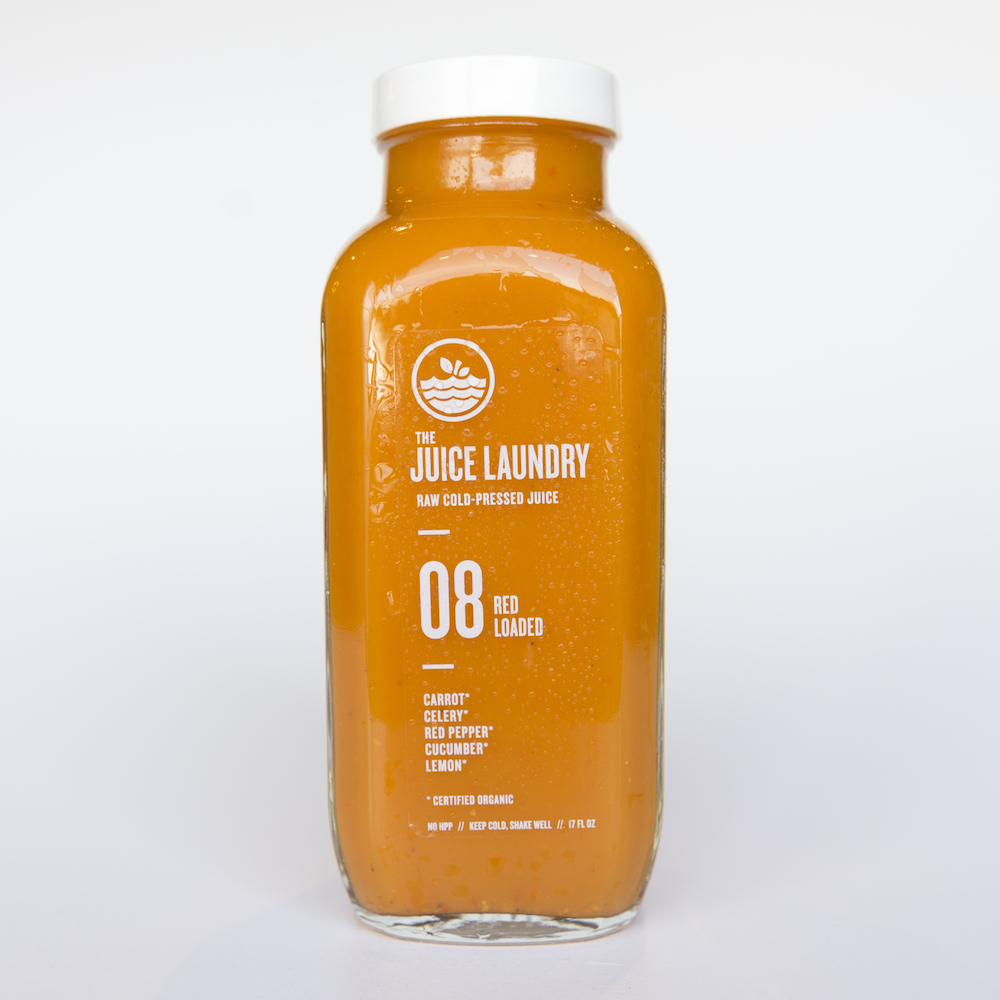 THE
JUICE LAUNDRY
RAW COLD-PRESSED JUICE
08 RED
LOADED
CARROT*
CELERY*
RED PEPPER*
CUCUMBER*
LEMON*
* CERTIFIED ORGANIC
NO HPP // KEEP COLD, SHAKE WELL // 17 FL OZ